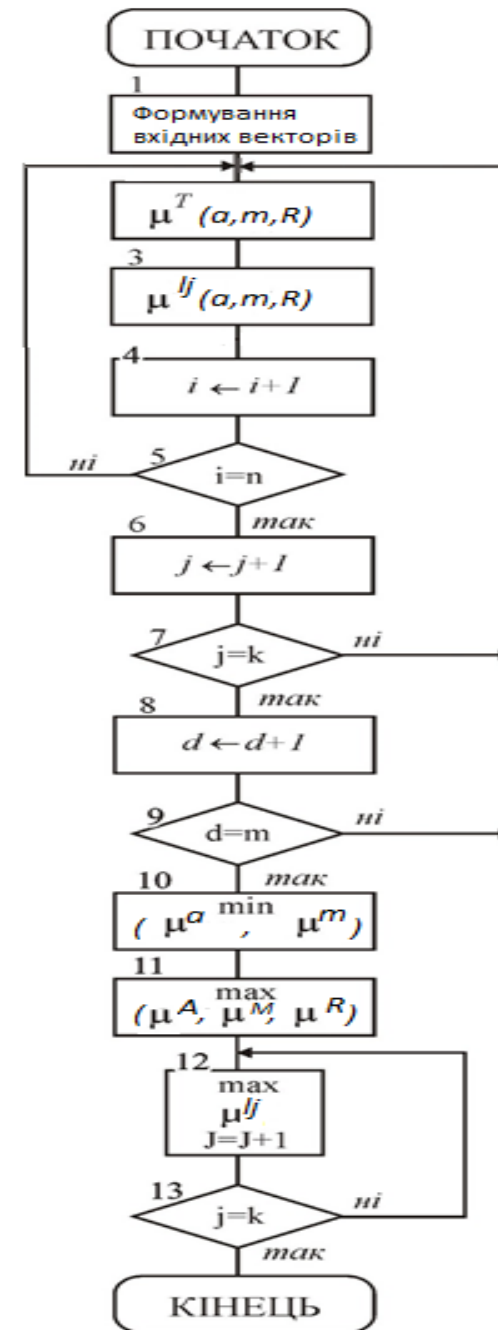 ПОЧАТОК
1
Формування
вхідних векторів
μ^T (a,m,R)
3
μ^lj (a,m,R)
4
i ← i+1
5
ні
i=n
так
6
j ← j+1
7
ні
j=k
так
8
d ← d+1
9
ні
d=m
так
10
min
( μ^a , μ^m )
11
max
(μ^A, μ^M, μ^R)
12
max
μ^lj
J=J+1
13
ні
j=k
так
КІНЕЦЬ